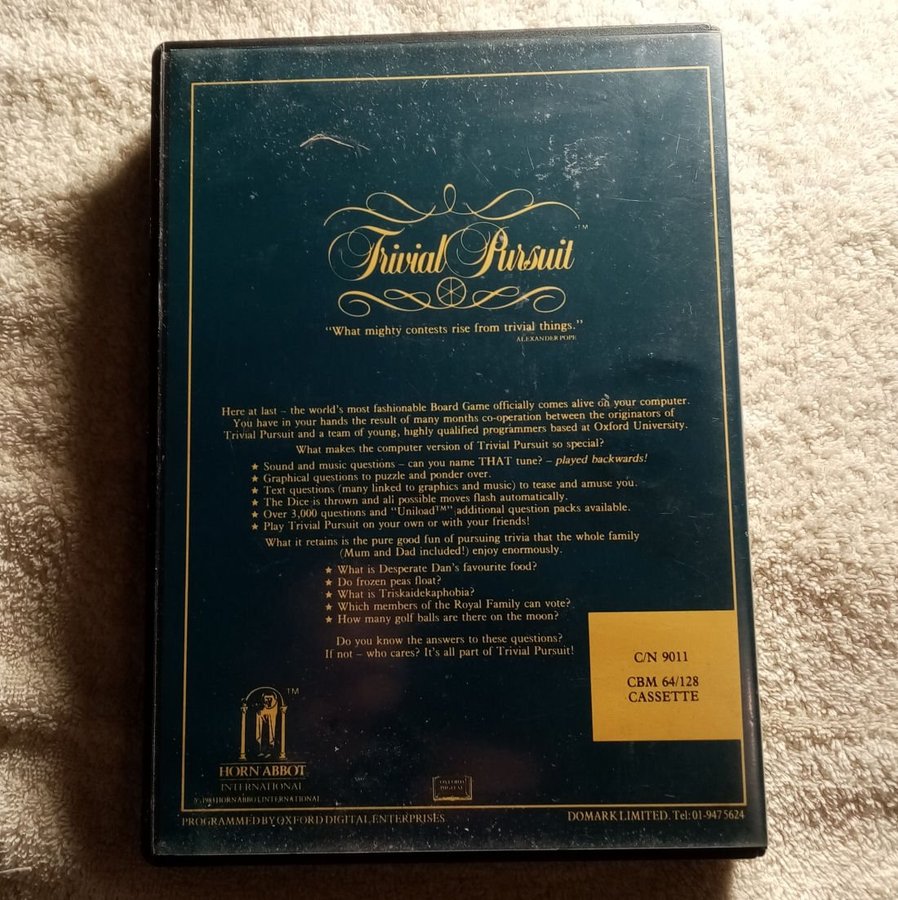 Trivial Pursuit ™
"What mighty contests rise from trivial things."
ALEXANDER POPE
Here at last – the world's most fashionable Board Game officially comes alive on your computer.
You have in your hands the result of many months co-operation between the originators of
Trivial Pursuit and a team of young, highly qualified programmers based at Oxford University.
What makes the computer version of Trivial Pursuit so special?
★ Sound and music questions – can you name THAT tune? – played backwards!
★ Graphical questions to puzzle and ponder over.
★ Text questions (many linked to graphics and music) to tease and amuse you.
★ The Dice is thrown and all possible moves flash automatically.
★ Over 3,000 questions and "Uniload™" additional question packs available.
★ Play Trivial Pursuit on your own or with your friends!
What it retains is the pure good fun of pursuing trivia that the whole family
(Mum and Dad included!) enjoy enormously.
★ What is Desperate Dan's favourite food?
★ Do frozen peas float?
★ What is Triskaidekaphobia?
★ Which members of the Royal Family can vote?
★ How many golf balls are there on the moon?
Do you know the answers to these questions?
If not – who cares? It's all part of Trivial Pursuit!
C/N 9011
CBM 64/128
CASSETTE
™
HORN ABBOT
INTERNATIONAL
HORN ABBOT INTERNATIONAL
OXFORD
DIGITAL
PROGRAMMED BY OXFORD DIGITAL ENTERPRISES
DOMARK LIMITED. Tel: 01-947 5624